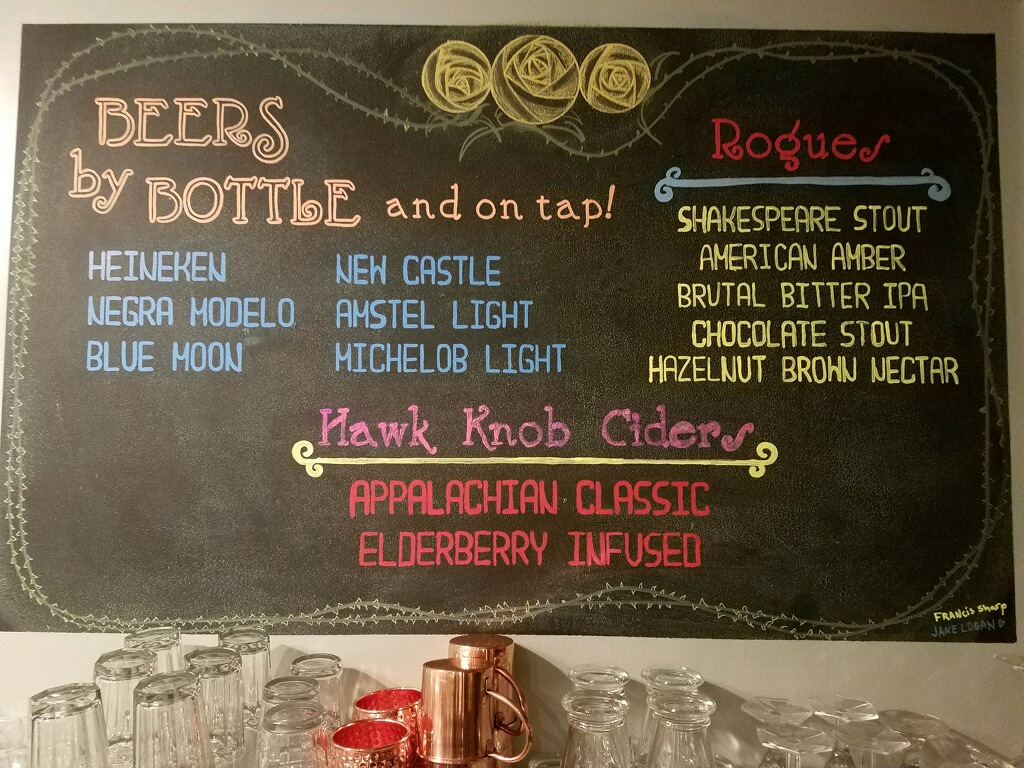 BEERS
by BOTTLE and on tap!
HEINEKEN
NEGRA MODELO
BLUE MOON
NEW CASTLE
AMSTEL LIGHT
MICHELOB LIGHT
Rogues
SHAKESPEARE STOUT
AMERICAN AMBER
BRUTAL BITTER IPA
CHOCOLATE STOUT
HAZELNUT BROWN NECTAR
Hawk Knob Ciders
APPALACHIAN CLASSIC
ELDERBERRY INFUSED
FRANCIS SHARP
JAKE LOGAN